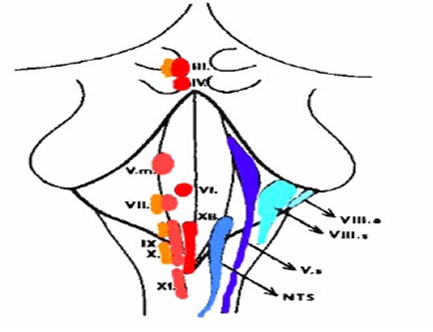 III.
IV.
V.m.
VI.
VII.
XII.
VIII.a
VIII.s
IX
X.
V.s
XI.
NTS